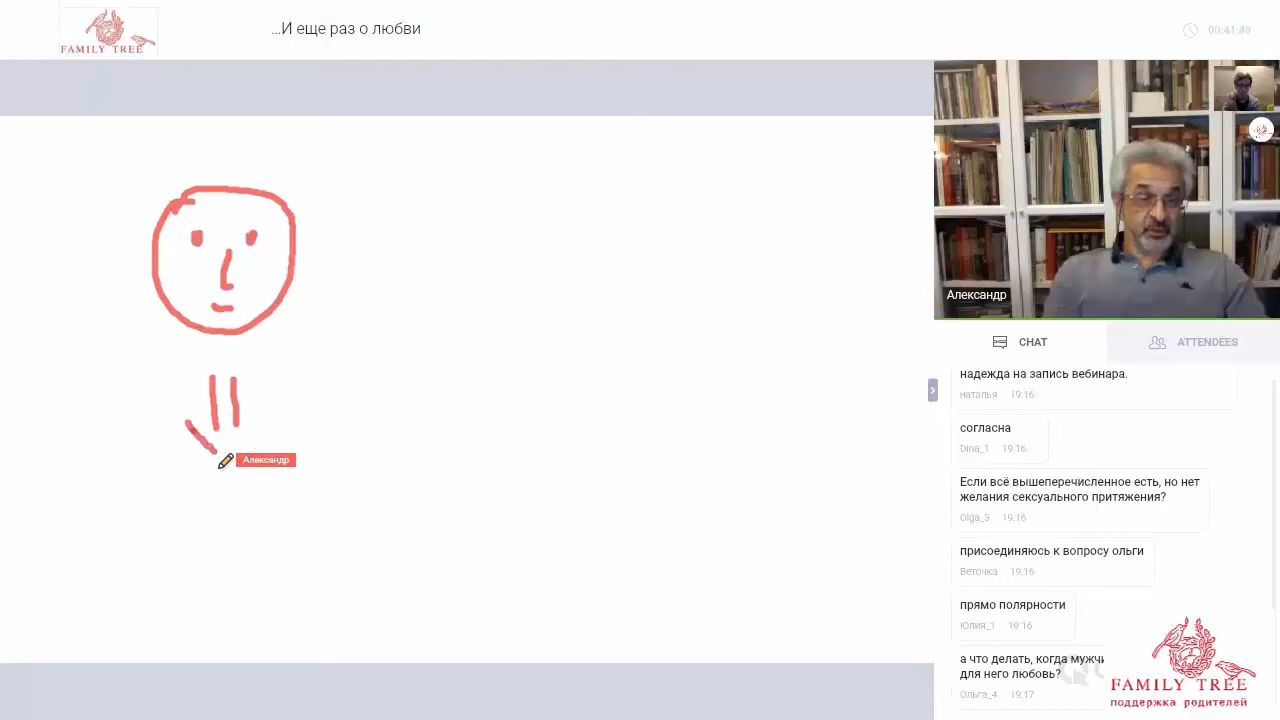 FAMILY TREE
...И еще раз о любви
00:41:49
Александр
CHAT
ATTENDEES
надежда на запись вебинара.
наталья 19:16
согласна
Dina_1 19:16
Если всё вышеперечисленное есть, но нет
желания сексуального притяжения?
Olga_3 19:16
присоединяюсь к вопросу ольги
Веточка 19:16
прямо полярности
Юлия_1 19:16
а что делать, когда мужчи
для него любовь?
Ольга_4 19:17
Александр
FAMILY TREE
поддержка родителей